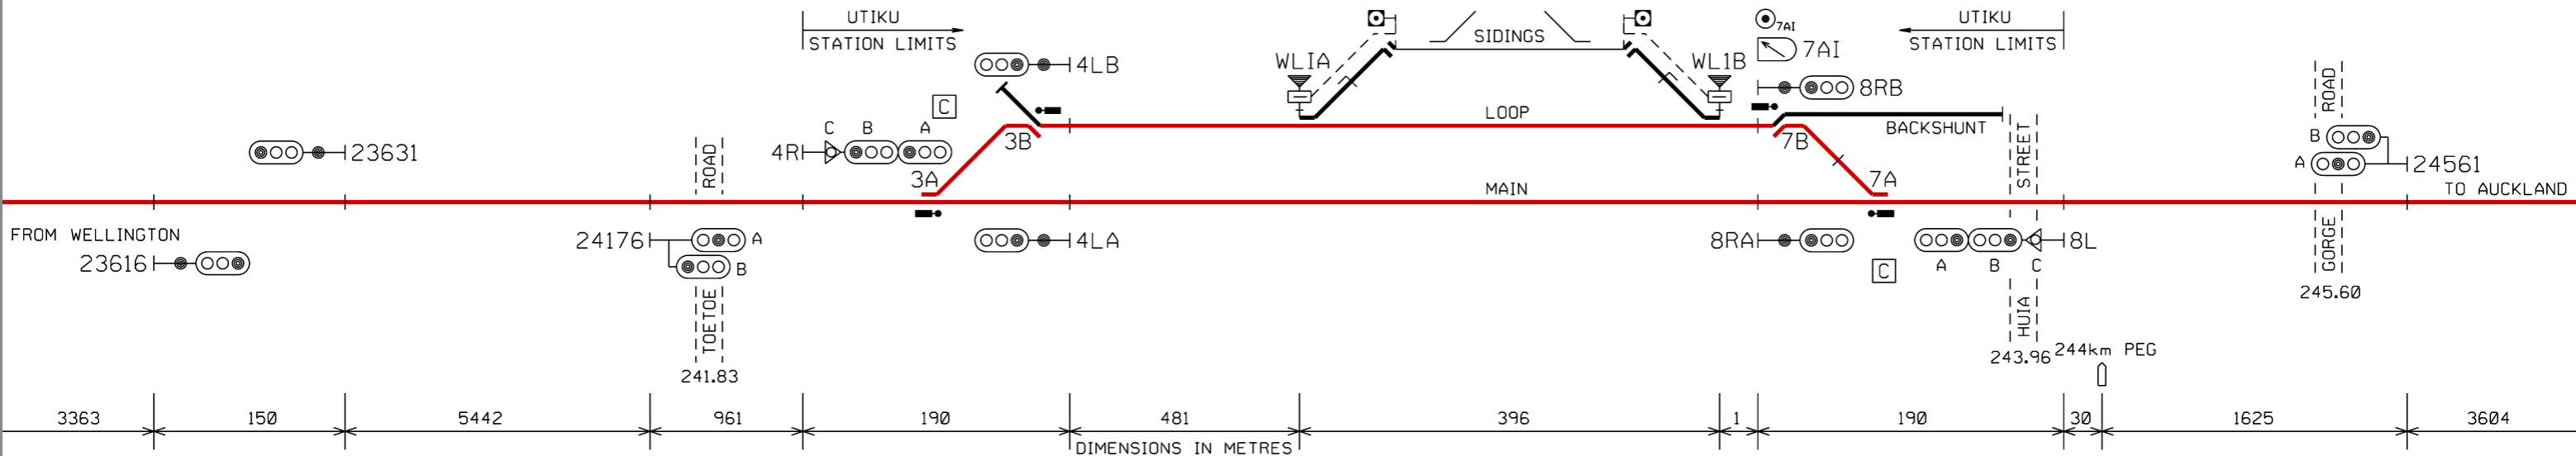 UTIKU
STATION LIMITS
4LB
C
C
B
A
23631
4R
3A
3B
ROAD
WLIA
SIDINGS
WL1B
LOOP
7AI
7AI
8RB
UTIKU
STATION LIMITS
BACKSHUNT
7B
7A
MAIN
STREET
ROAD
B
A
24561
TO AUCKLAND
FROM WELLINGTON
23616
24176
A
B
TOETOE
241.83
4LA
8RA
C
A
B
C
8L
HUIA
243.96
244km PEG
GORGE
245.60
3363
150
5442
961
190
481
396
1
190
30
1625
3604
DIMENSIONS IN METRES